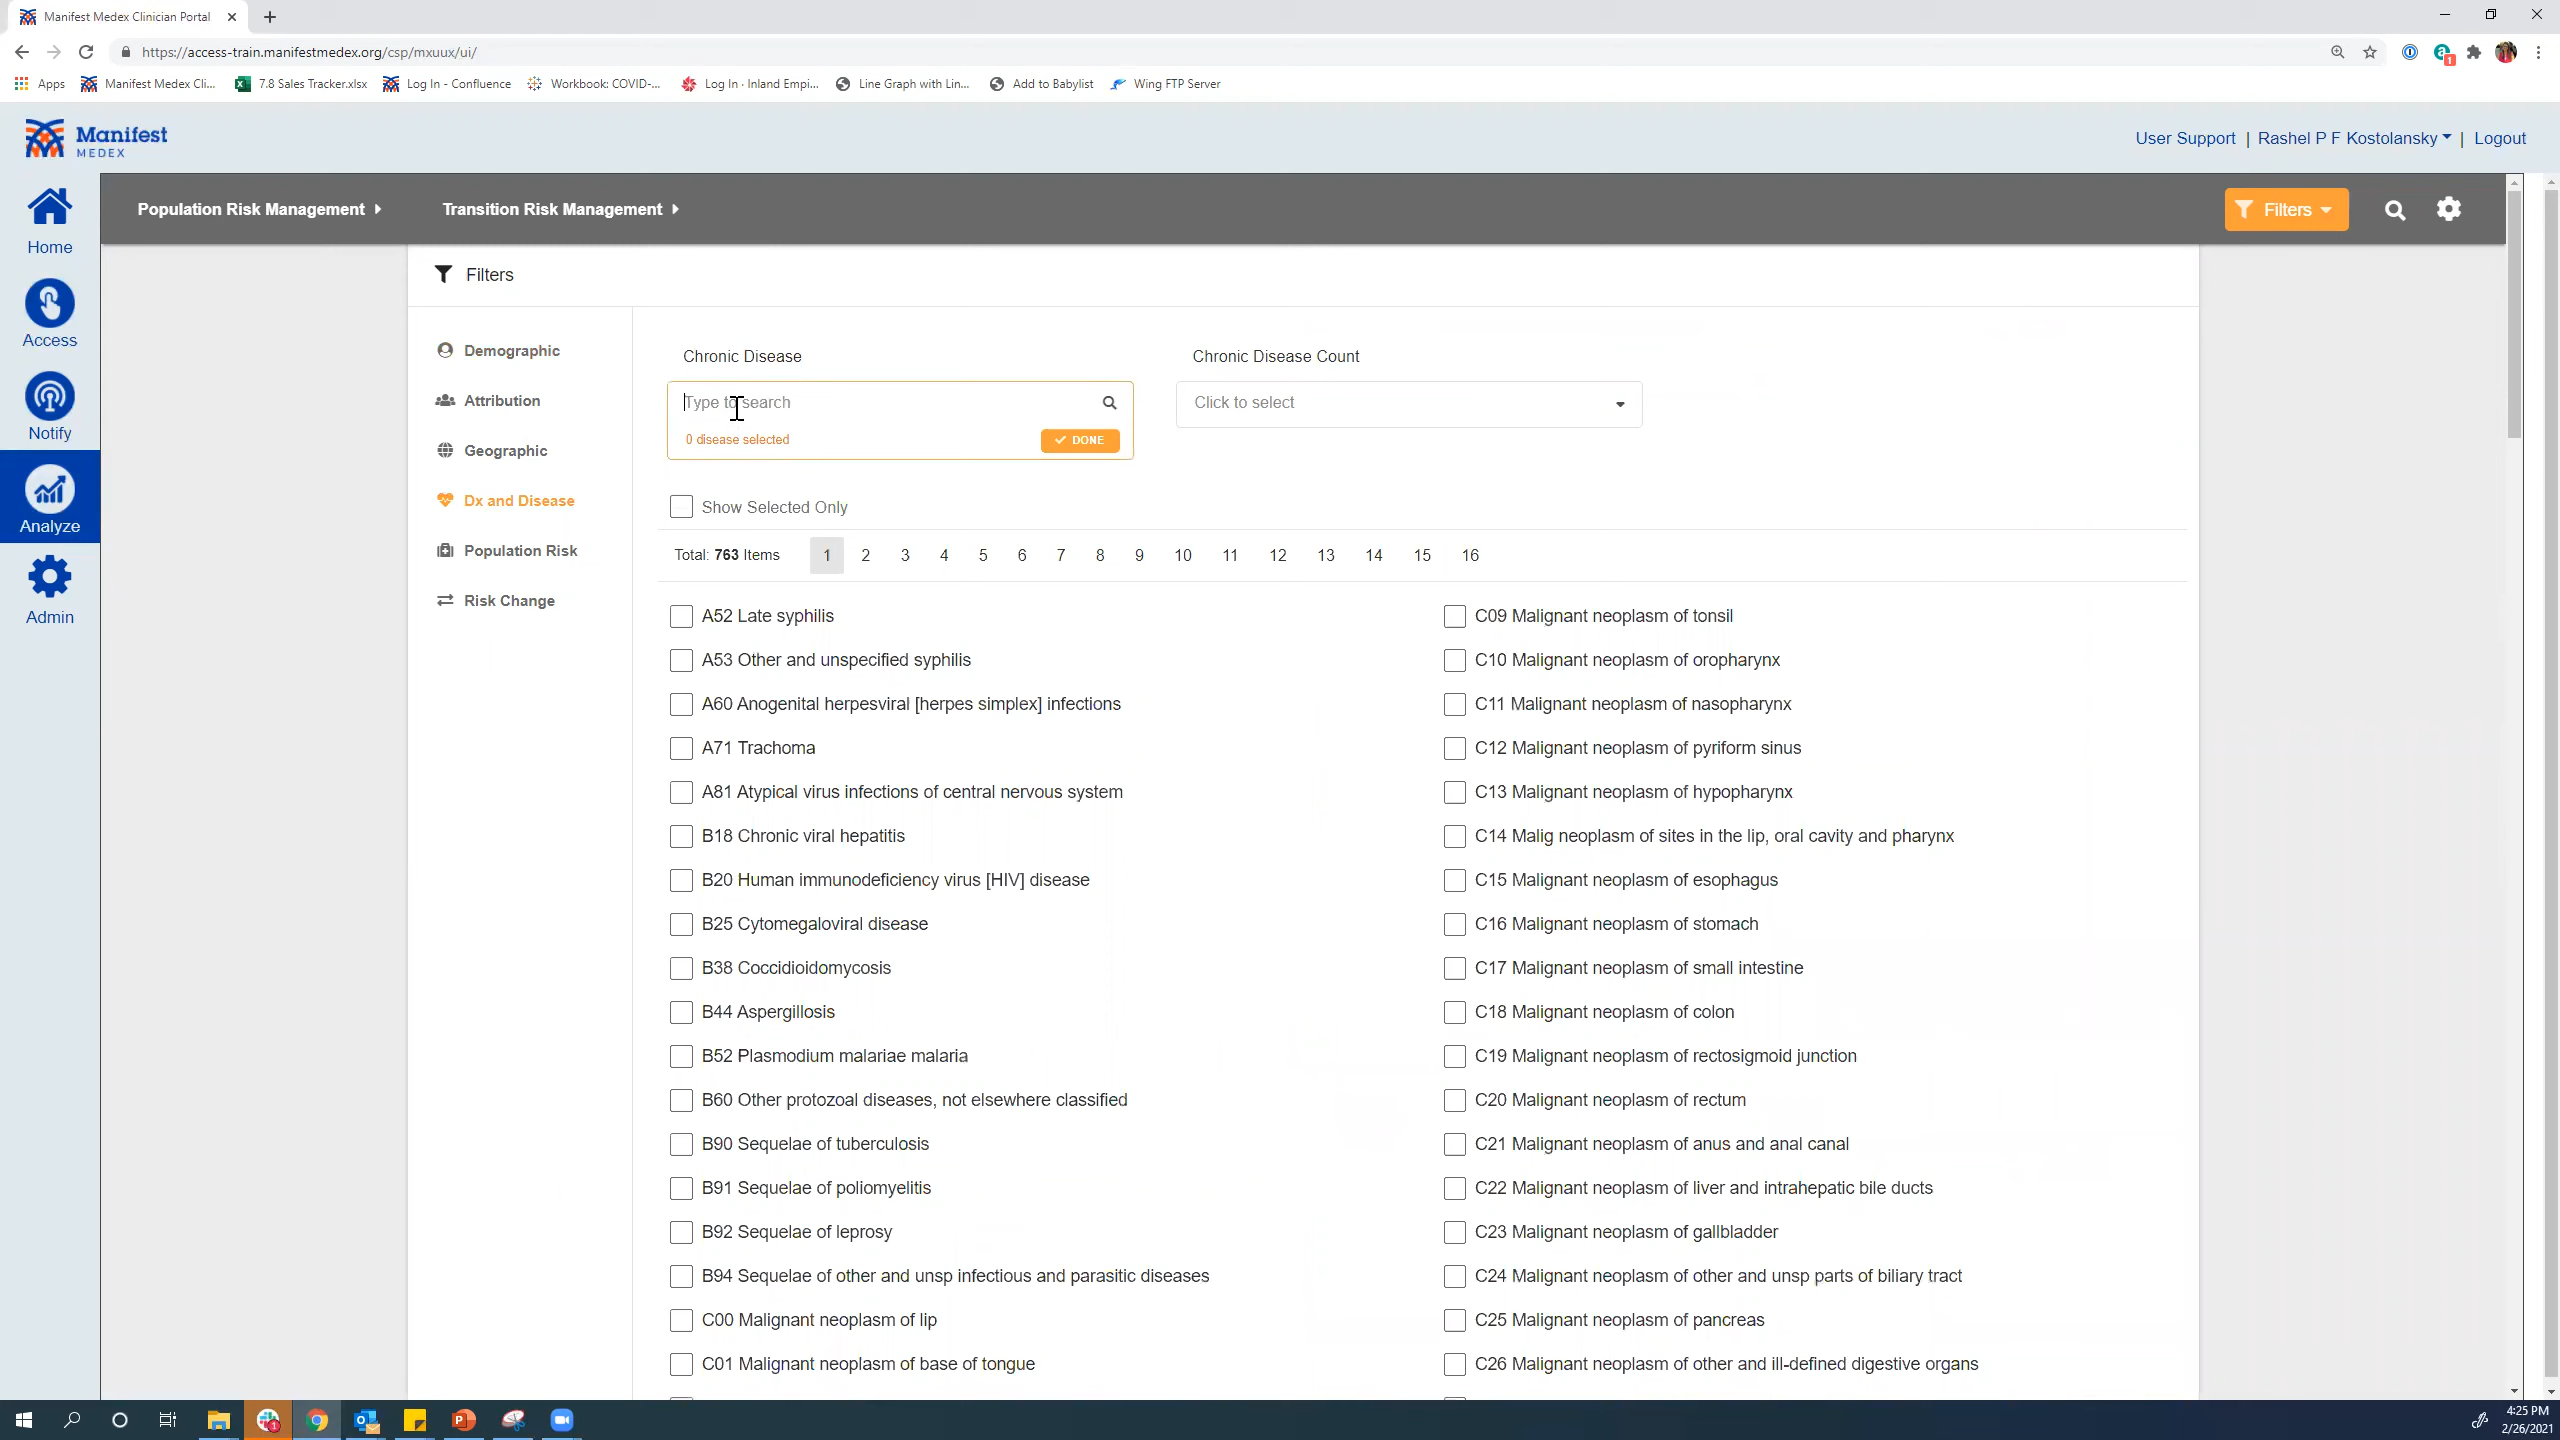 Manifest Medex Clinician Portal
https://access-train.manifestmedex.org/csp/mxuux/ui/
Apps Manifest Medex Cli... 7.8 Sales Tracker.xlsx Log In - Confluence Workbook: COVID-... Log In · Inland Empi... Line Graph with Lin... Add to Babylist Wing FTP Server
Manifest
MEDEX
User Support | Rashel P F Kostolansky | Logout
Home
Access
Notify
Analyze
Admin
Population Risk Management Transition Risk Management Filters
Filters
Demographic
Attribution
Geographic
Dx and Disease
Population Risk
Risk Change
Chronic Disease Chronic Disease Count
Type to search Click to select
0 disease selected DONE
Show Selected Only
Total: 763 Items 1 2 3 4 5 6 7 8 9 10 11 12 13 14 15 16
A52 Late syphilis
A53 Other and unspecified syphilis
A60 Anogenital herpesviral [herpes simplex] infections
A71 Trachoma
A81 Atypical virus infections of central nervous system
B18 Chronic viral hepatitis
B20 Human immunodeficiency virus [HIV] disease
B25 Cytomegaloviral disease
B38 Coccidioidomycosis
B44 Aspergillosis
B52 Plasmodium malariae malaria
B60 Other protozoal diseases, not elsewhere classified
B90 Sequelae of tuberculosis
B91 Sequelae of poliomyelitis
B92 Sequelae of leprosy
B94 Sequelae of other and unsp infectious and parasitic diseases
C00 Malignant neoplasm of lip
C01 Malignant neoplasm of base of tongue
C09 Malignant neoplasm of tonsil
C10 Malignant neoplasm of oropharynx
C11 Malignant neoplasm of nasopharynx
C12 Malignant neoplasm of pyriform sinus
C13 Malignant neoplasm of hypopharynx
C14 Malig neoplasm of sites in the lip, oral cavity and pharynx
C15 Malignant neoplasm of esophagus
C16 Malignant neoplasm of stomach
C17 Malignant neoplasm of small intestine
C18 Malignant neoplasm of colon
C19 Malignant neoplasm of rectosigmoid junction
C20 Malignant neoplasm of rectum
C21 Malignant neoplasm of anus and anal canal
C22 Malignant neoplasm of liver and intrahepatic bile ducts
C23 Malignant neoplasm of gallbladder
C24 Malignant neoplasm of other and unsp parts of biliary tract
C25 Malignant neoplasm of pancreas
C26 Malignant neoplasm of other and ill-defined digestive organs
4:25 PM
2/26/2021